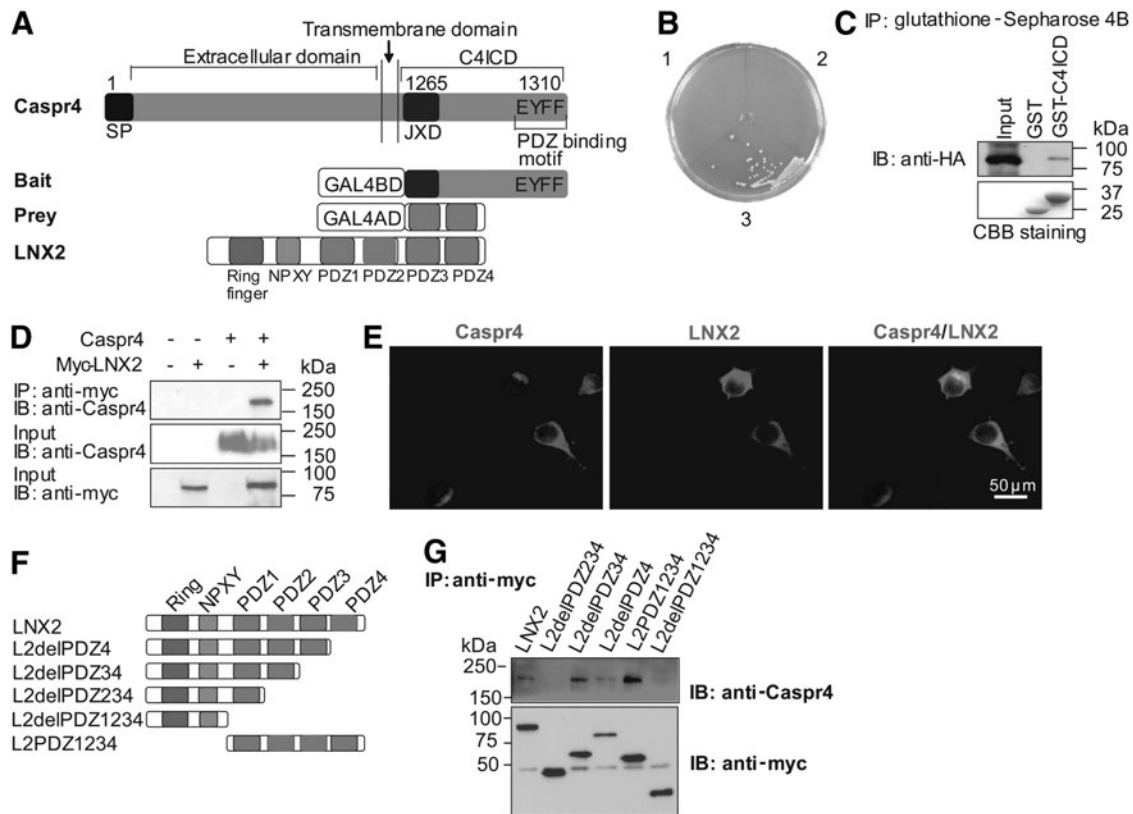 A
Transmembrane domain
Extracellular domain
C4ICD
1
1265
1310
Caspr4
EYFF
SP
JXD
PDZ binding
motif
Bait
GAL4BD
EYFF
Prey
GAL4AD
LNX2
Ring
finger
NPXY
PDZ1
PDZ2
PDZ3
PDZ4
B
1
2
3
C
IP: glutathione-Sepharose 4B
Input
GST
GST-C4ICD
kDa
IB: anti-HA
100
75
37
25
CBB staining
D
Caspr4 - - + +
Myc-LNX2 - + - +
kDa
IP: anti-myc
IB: anti-Caspr4
250
150
Input
IB: anti-Caspr4
250
150
Input
IB: anti-myc
100
75
E
Caspr4
LNX2
Caspr4/LNX2
50 µm
F
Ring
NPXY
PDZ1
PDZ2
PDZ3
PDZ4
LNX2
L2delPDZ4
L2delPDZ34
L2delPDZ234
L2delPDZ1234
L2PDZ1234
G
IP: anti-myc
LNX2
L2delPDZ234
L2delPDZ34
L2delPDZ4
L2PDZ1234
L2delPDZ1234
kDa
250
150
IB: anti-Caspr4
100
75
50
IB: anti-myc